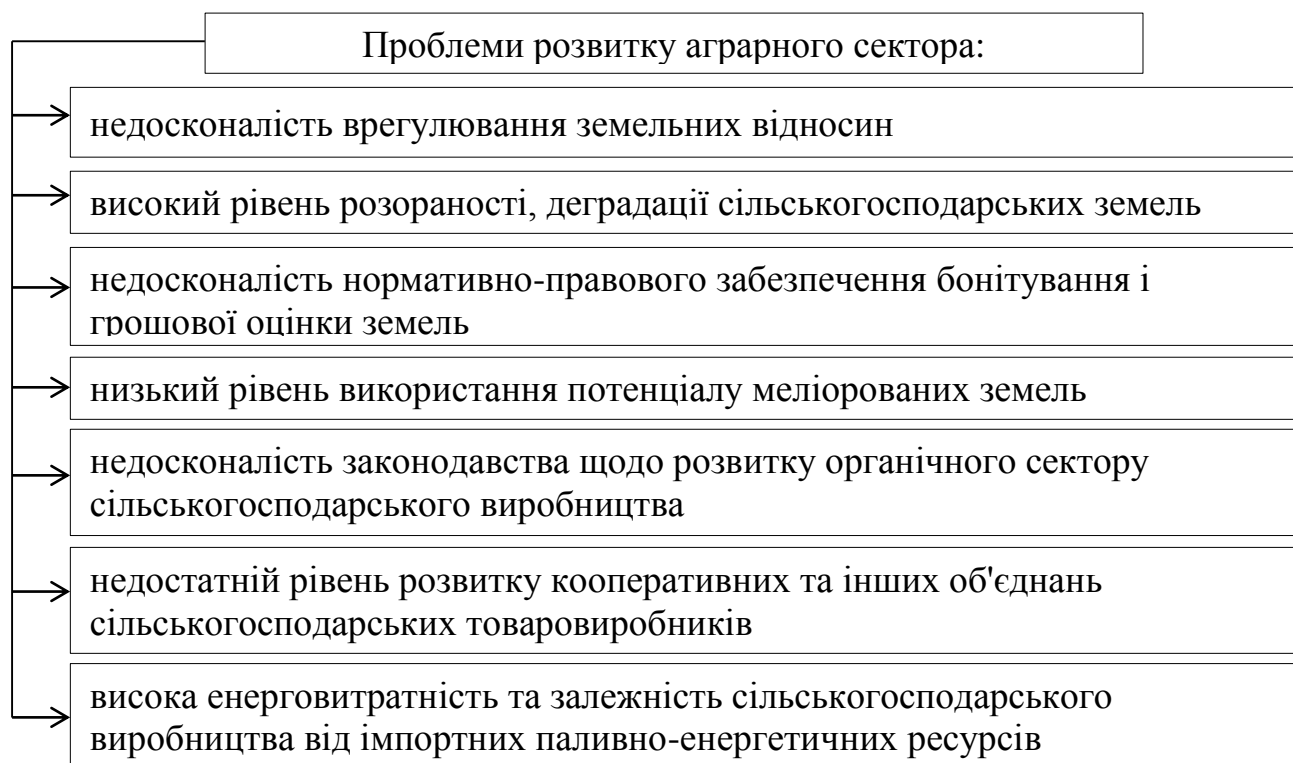 Проблеми розвитку аграрного сектора:
недосконалість врегулювання земельних відносин
високий рівень розораності, деградації сільськогосподарських земель
недосконалість нормативно-правового забезпечення бонітування і
грошової оцінки земель
низький рівень використання потенціалу меліорованих земель
недосконалість законодавства щодо розвитку органічного сектору
сільськогосподарського виробництва
недостатній рівень розвитку кооперативних та інших об'єднань
сільськогосподарських товаровиробників
висока енерговитратність та залежність сільськогосподарського
виробництва від імпортних паливно-енергетичних ресурсів